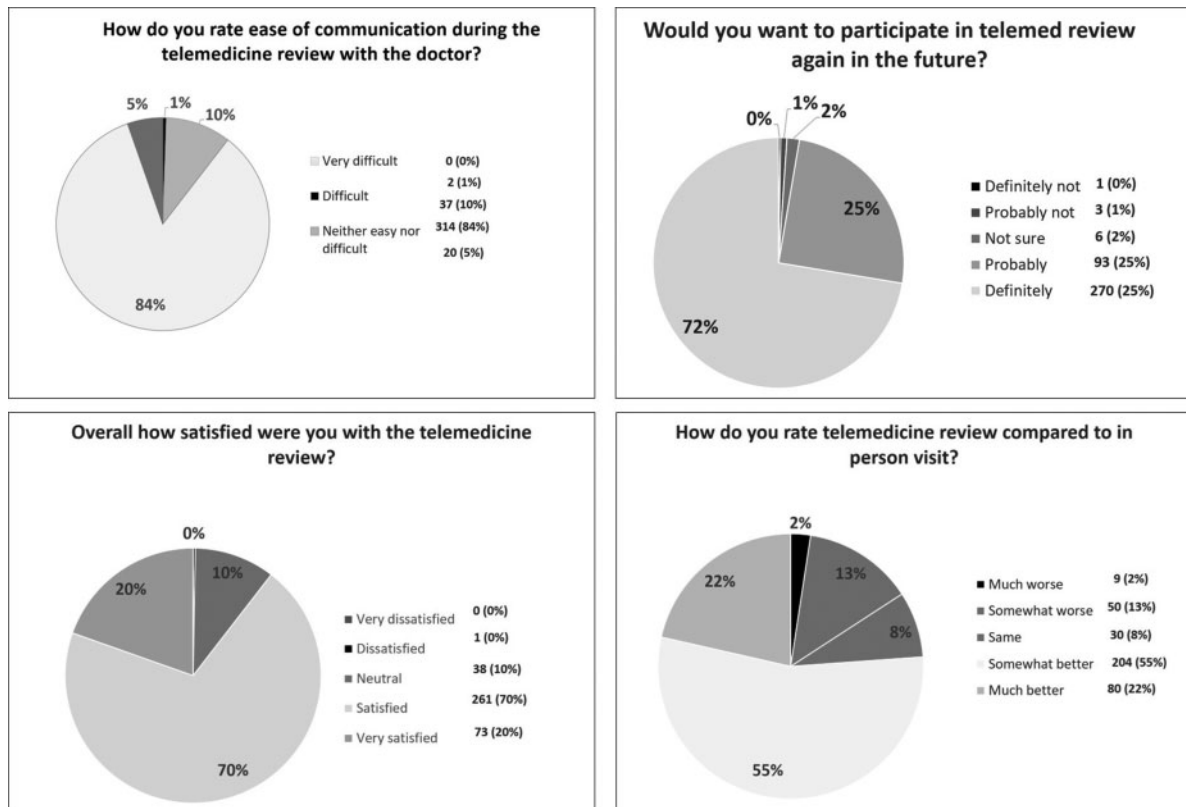 How do you rate ease of communication during the
telemedicine review with the doctor?
5%
1%
10%
84%
Very difficult 0 (0%)
2 (1%)
Difficult
37 (10%)
Neither easy nor 314 (84%)
difficult
20 (5%)
Would you want to participate in telemed review
again in the future?
0%
1%
2%
25%
72%
Definitely not 1 (0%)
Probably not 3 (1%)
Not sure 6 (2%)
Probably 93 (25%)
Definitely 270 (25%)
Overall how satisfied were you with the telemedicine
review?
0%
10%
20%
70%
Very dissatisfied 0 (0%)
Dissatisfied 1 (0%)
Neutral 38 (10%)
Satisfied 261 (70%)
Very satisfied 73 (20%)
How do you rate telemedicine review compared to in
person visit?
2%
13%
8%
22%
55%
Much worse 9 (2%)
Somewhat worse 50 (13%)
Same 30 (8%)
Somewhat better 204 (55%)
Much better 80 (22%)